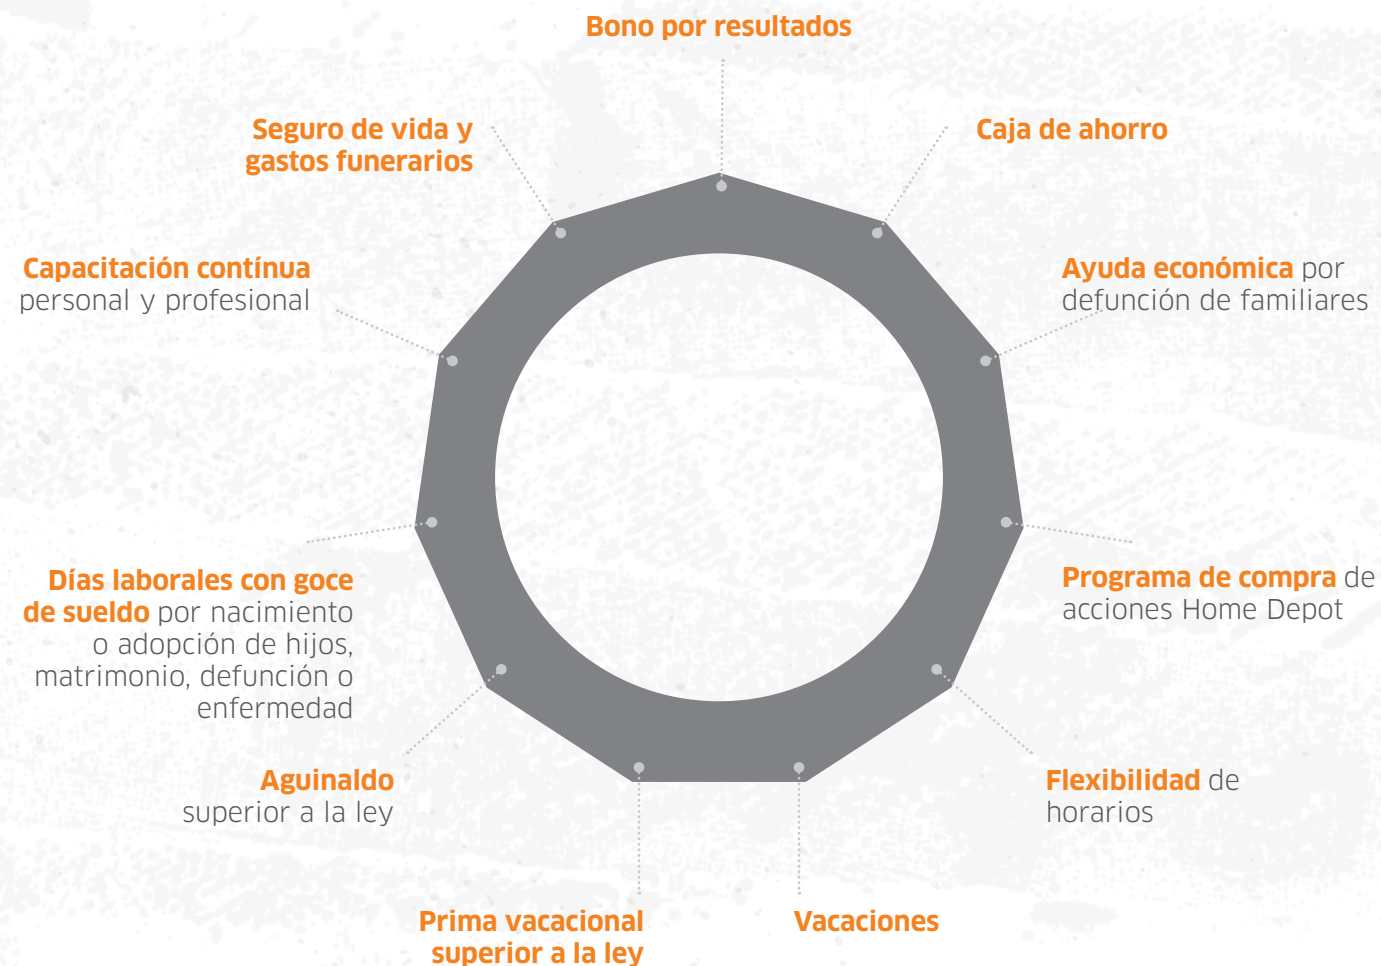 Bono por resultados
Seguro de vida y
gastos funerarios
Caja de ahorro
Capacitación contínua
personal y profesional
Ayuda económica por
defunción de familiares
Días laborales con goce
de sueldo por nacimiento
o adopción de hijos,
matrimonio, defunción o
enfermedad
Programa de compra de
acciones Home Depot
Aguinaldo
superior a la ley
Flexibilidad de
horarios
Prima vacacional
superior a la ley
Vacaciones